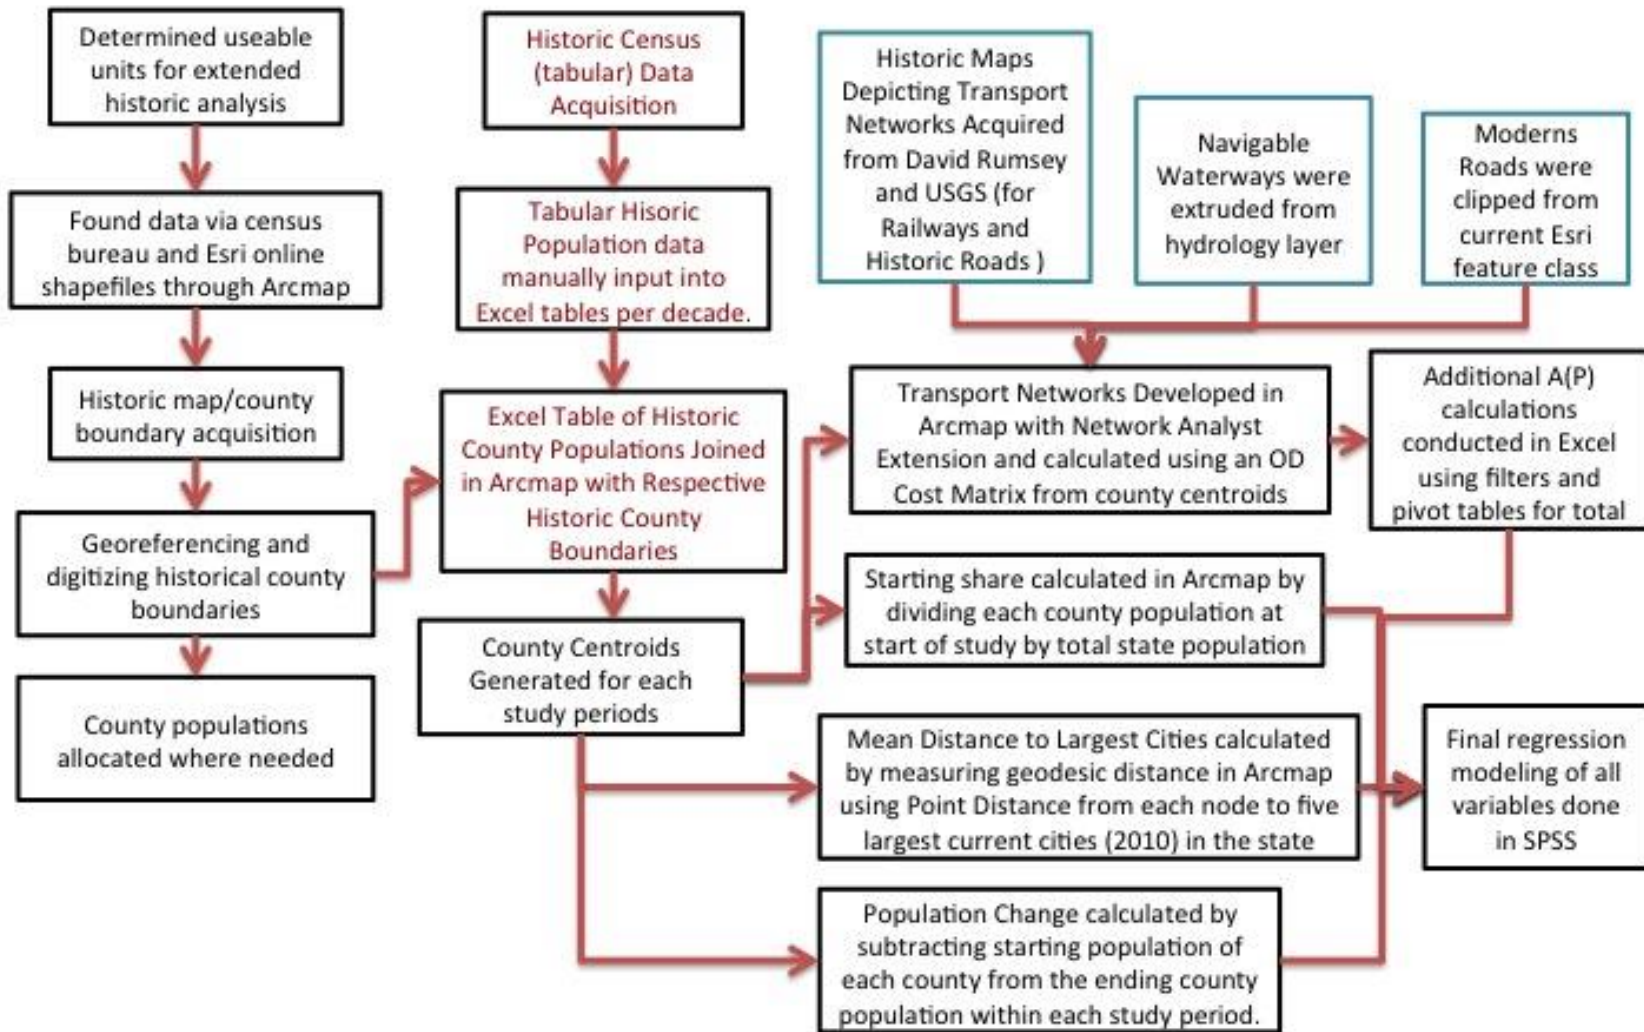 Determined useable
units for extended
historic analysis
Found data via census
bureau and Esri online
shapefiles through Arcmap
Historic map/county
boundary acquisition
Georeferencing and
digitizing historical county
boundaries
County populations
allocated where needed
Historic Census
(tabular) Data
Acquisition
Tabular Hisoric
Population data
manually input into
Excel tables per decade.
Excel Table of Historic
County Populations Joined
in Arcmap with Respective
Historic County
Boundaries
County Centroids
Generated for each
study periods
Historic Maps
Depicting Transport
Networks Acquired
from David Rumsey
and USGS (for
Railways and
Historic Roads )
Navigable
Waterways were
extruded from
hydrology layer
Moderns
Roads were
clipped from
current Esri
feature class
Transport Networks Developed in
Arcmap with Network Analyst
Extension and calculated using an OD
Cost Matrix from county centroids
Additional A(P)
calculations
conducted in Excel
using filters and
pivot tables for total
Starting share calculated in Arcmap by
dividing each county population at
start of study by total state population
Mean Distance to Largest Cities calculated
by measuring geodesic distance in Arcmap
using Point Distance from each node to five
largest current cities (2010) in the state
Population Change calculated by
subtracting starting population of
each county from the ending county
population within each study period.
Final regression
modeling of all
variables done
in SPSS